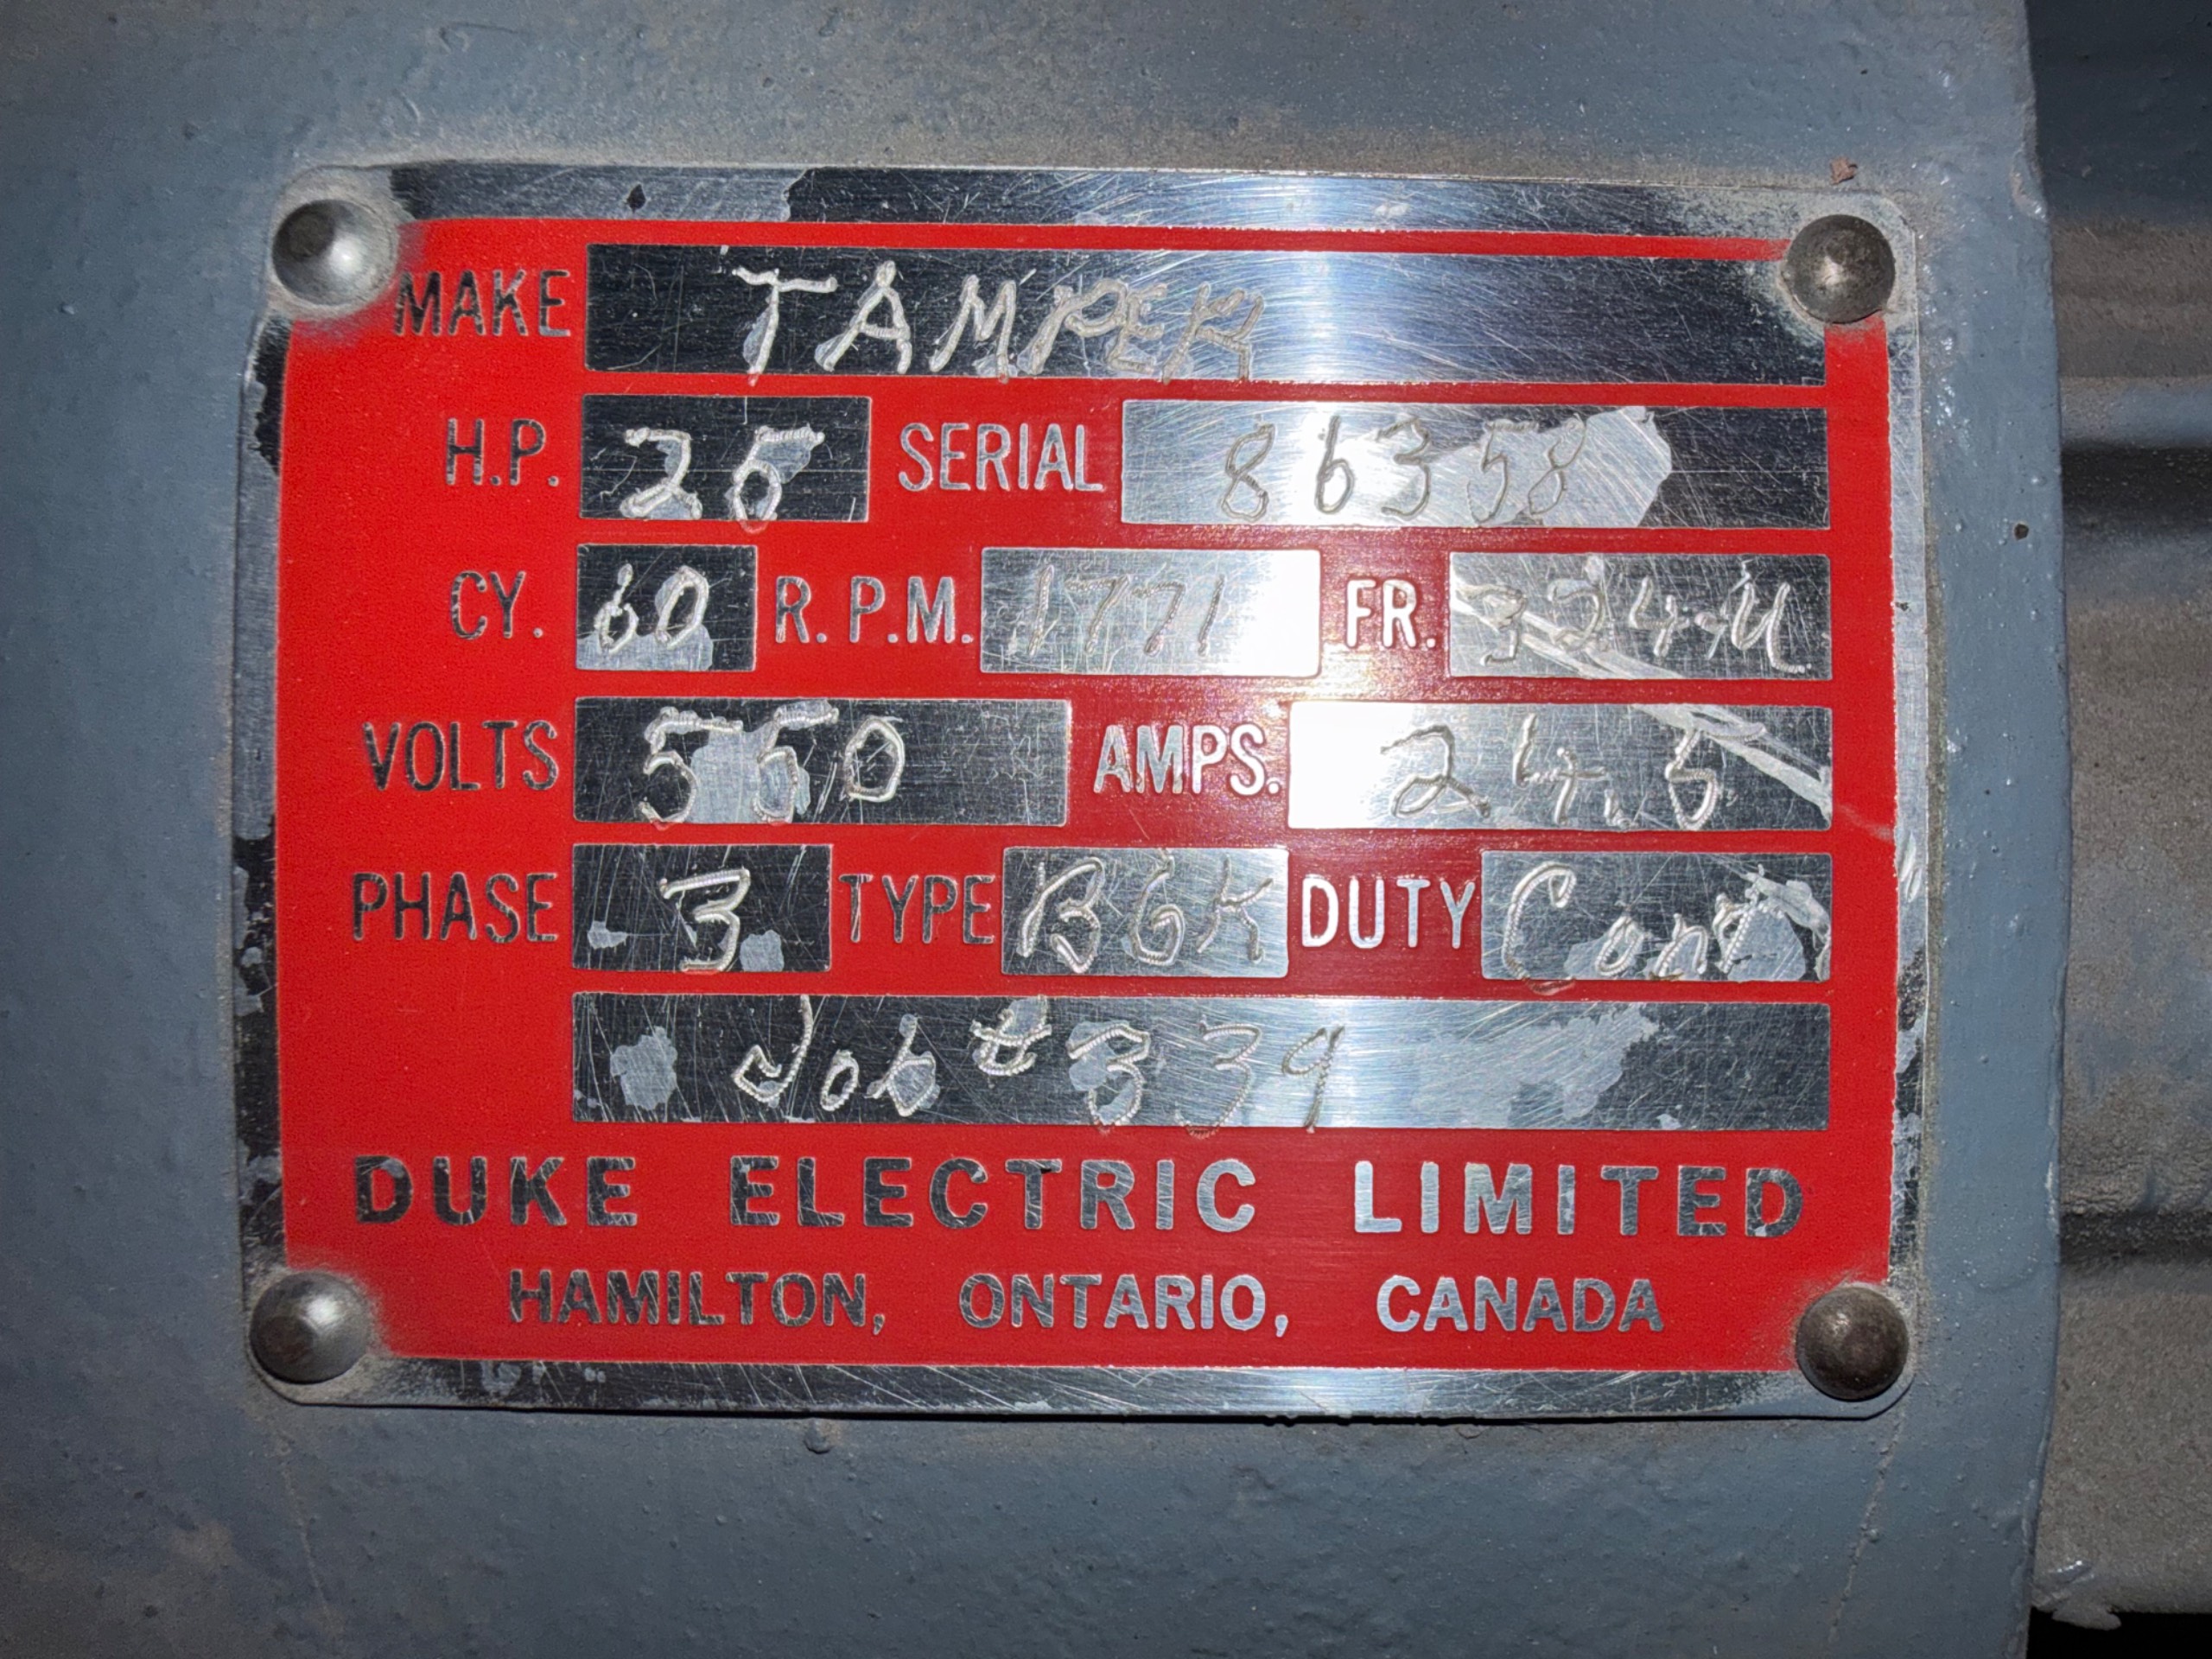 MAKE TAMPER
H.P. 25 SERIAL 86358
CY. 60 R.P.M. 1771 FR. 324-U
VOLTS 550 AMPS. 24.5
PHASE 3 TYPE BGK DUTY Cont
Job # 339
DUKE ELECTRIC LIMITED
HAMILTON, ONTARIO, CANADA